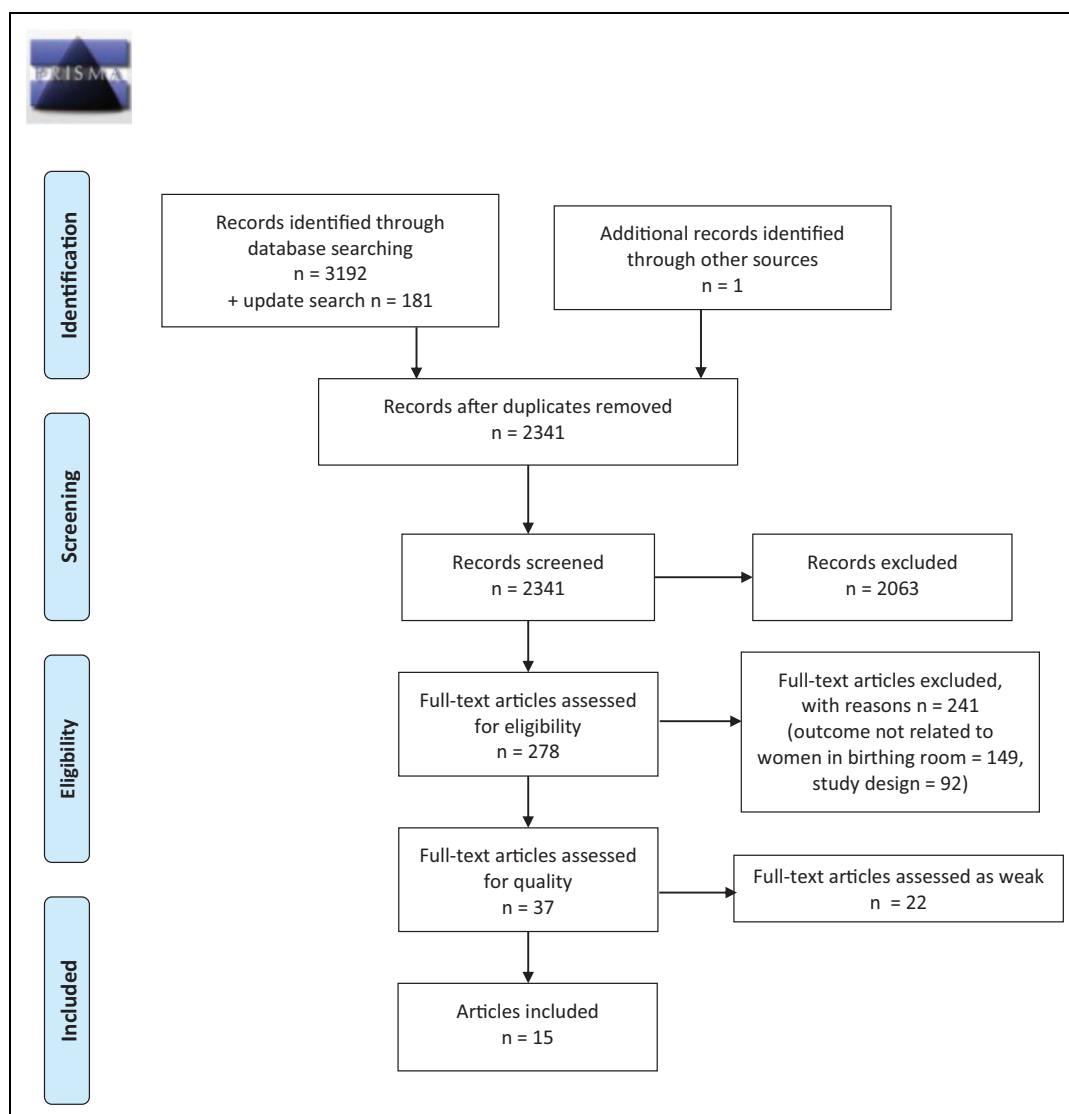 PRISMA
Identification
Records identified through
database searching
n = 3192
+ update search n = 181
Additional records identified
through other sources
n = 1
Records after duplicates removed
n = 2341
Screening
Records screened
n = 2341
Records excluded
n = 2063
Eligibility
Full-text articles assessed
for eligibility
n = 278
Full-text articles excluded,
with reasons n = 241
(outcome not related to
women in birthing room = 149,
study design = 92)
Full-text articles assessed
for quality
n = 37
Full-text articles assessed as weak
n = 22
Included
Articles included
n = 15